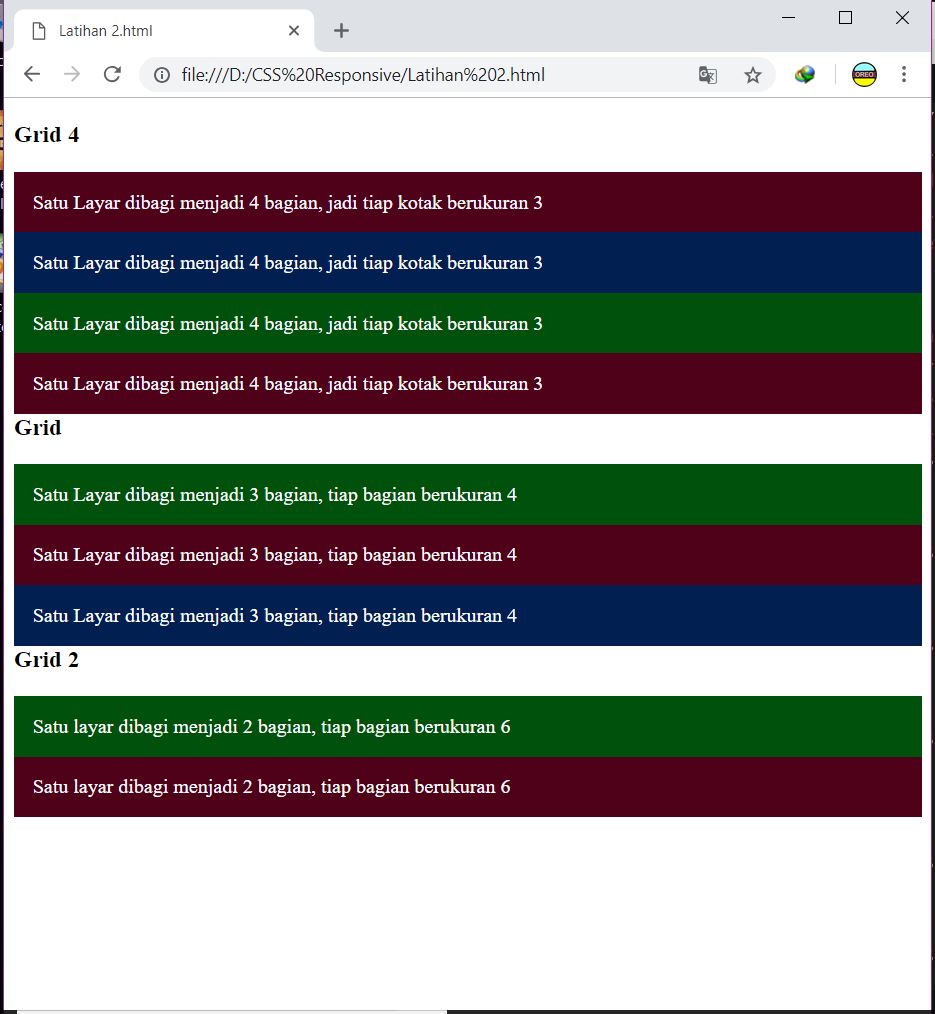 Latihan 2.html
file:///D:/CSS%20Responsive/Latihan%202.html
OREO
Grid 4
Satu Layar dibagi menjadi 4 bagian, jadi tiap kotak berukuran 3
Satu Layar dibagi menjadi 4 bagian, jadi tiap kotak berukuran 3
Satu Layar dibagi menjadi 4 bagian, jadi tiap kotak berukuran 3
Satu Layar dibagi menjadi 4 bagian, jadi tiap kotak berukuran 3
Grid
Satu Layar dibagi menjadi 3 bagian, tiap bagian berukuran 4
Satu Layar dibagi menjadi 3 bagian, tiap bagian berukuran 4
Satu Layar dibagi menjadi 3 bagian, tiap bagian berukuran 4
Grid 2
Satu layar dibagi menjadi 2 bagian, tiap bagian berukuran 6
Satu layar dibagi menjadi 2 bagian, tiap bagian berukuran 6